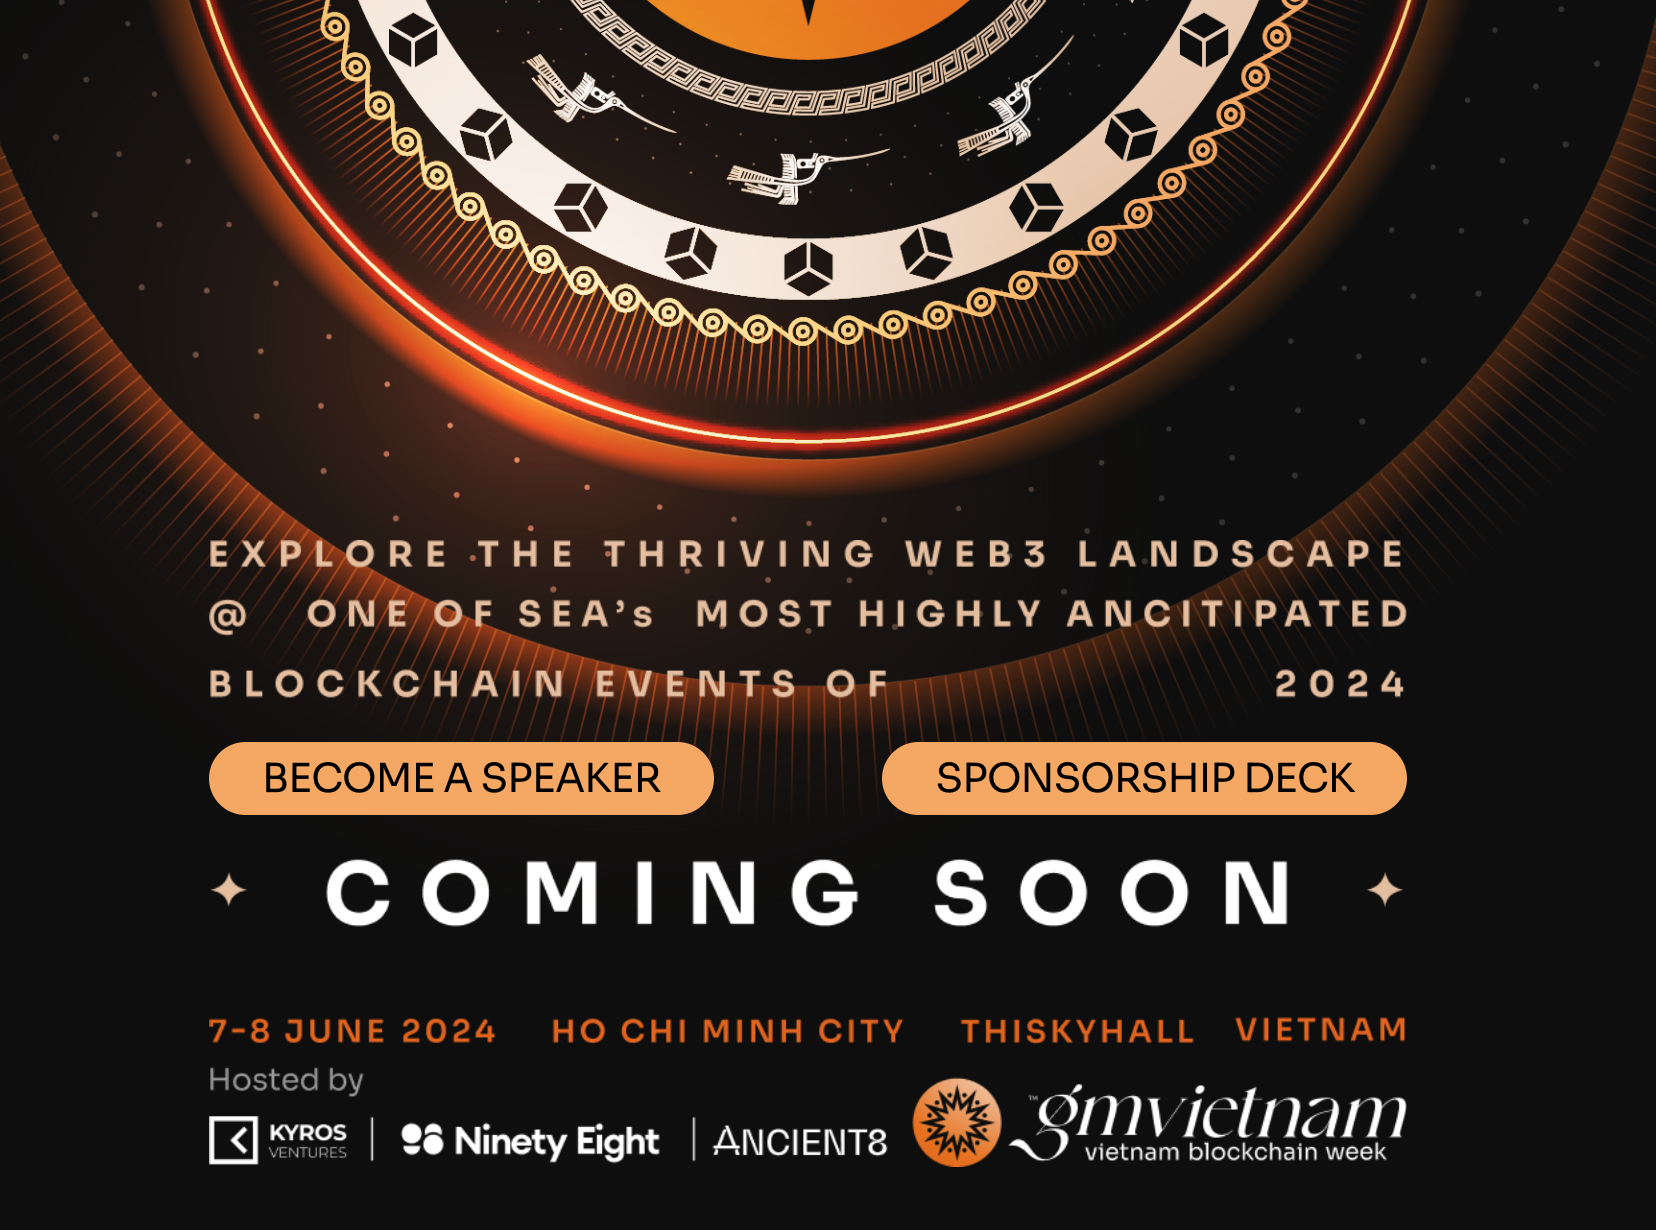 EXPLORE THE THRIVING WEB3 LANDSCAPE
@ ONE OF SEA's MOST HIGHLY ANCITIPATED
BLOCKCHAIN EVENTS OF 2024
BECOME A SPEAKER SPONSORSHIP DECK
COMING SOON
7-8 JUNE 2024 HO CHI MINH CITY THISKYHALL VIETNAM
Hosted by
KYROS
VENTURES
Ninety Eight
ANCIENT8
™gmvietnam
vietnam blockchain week